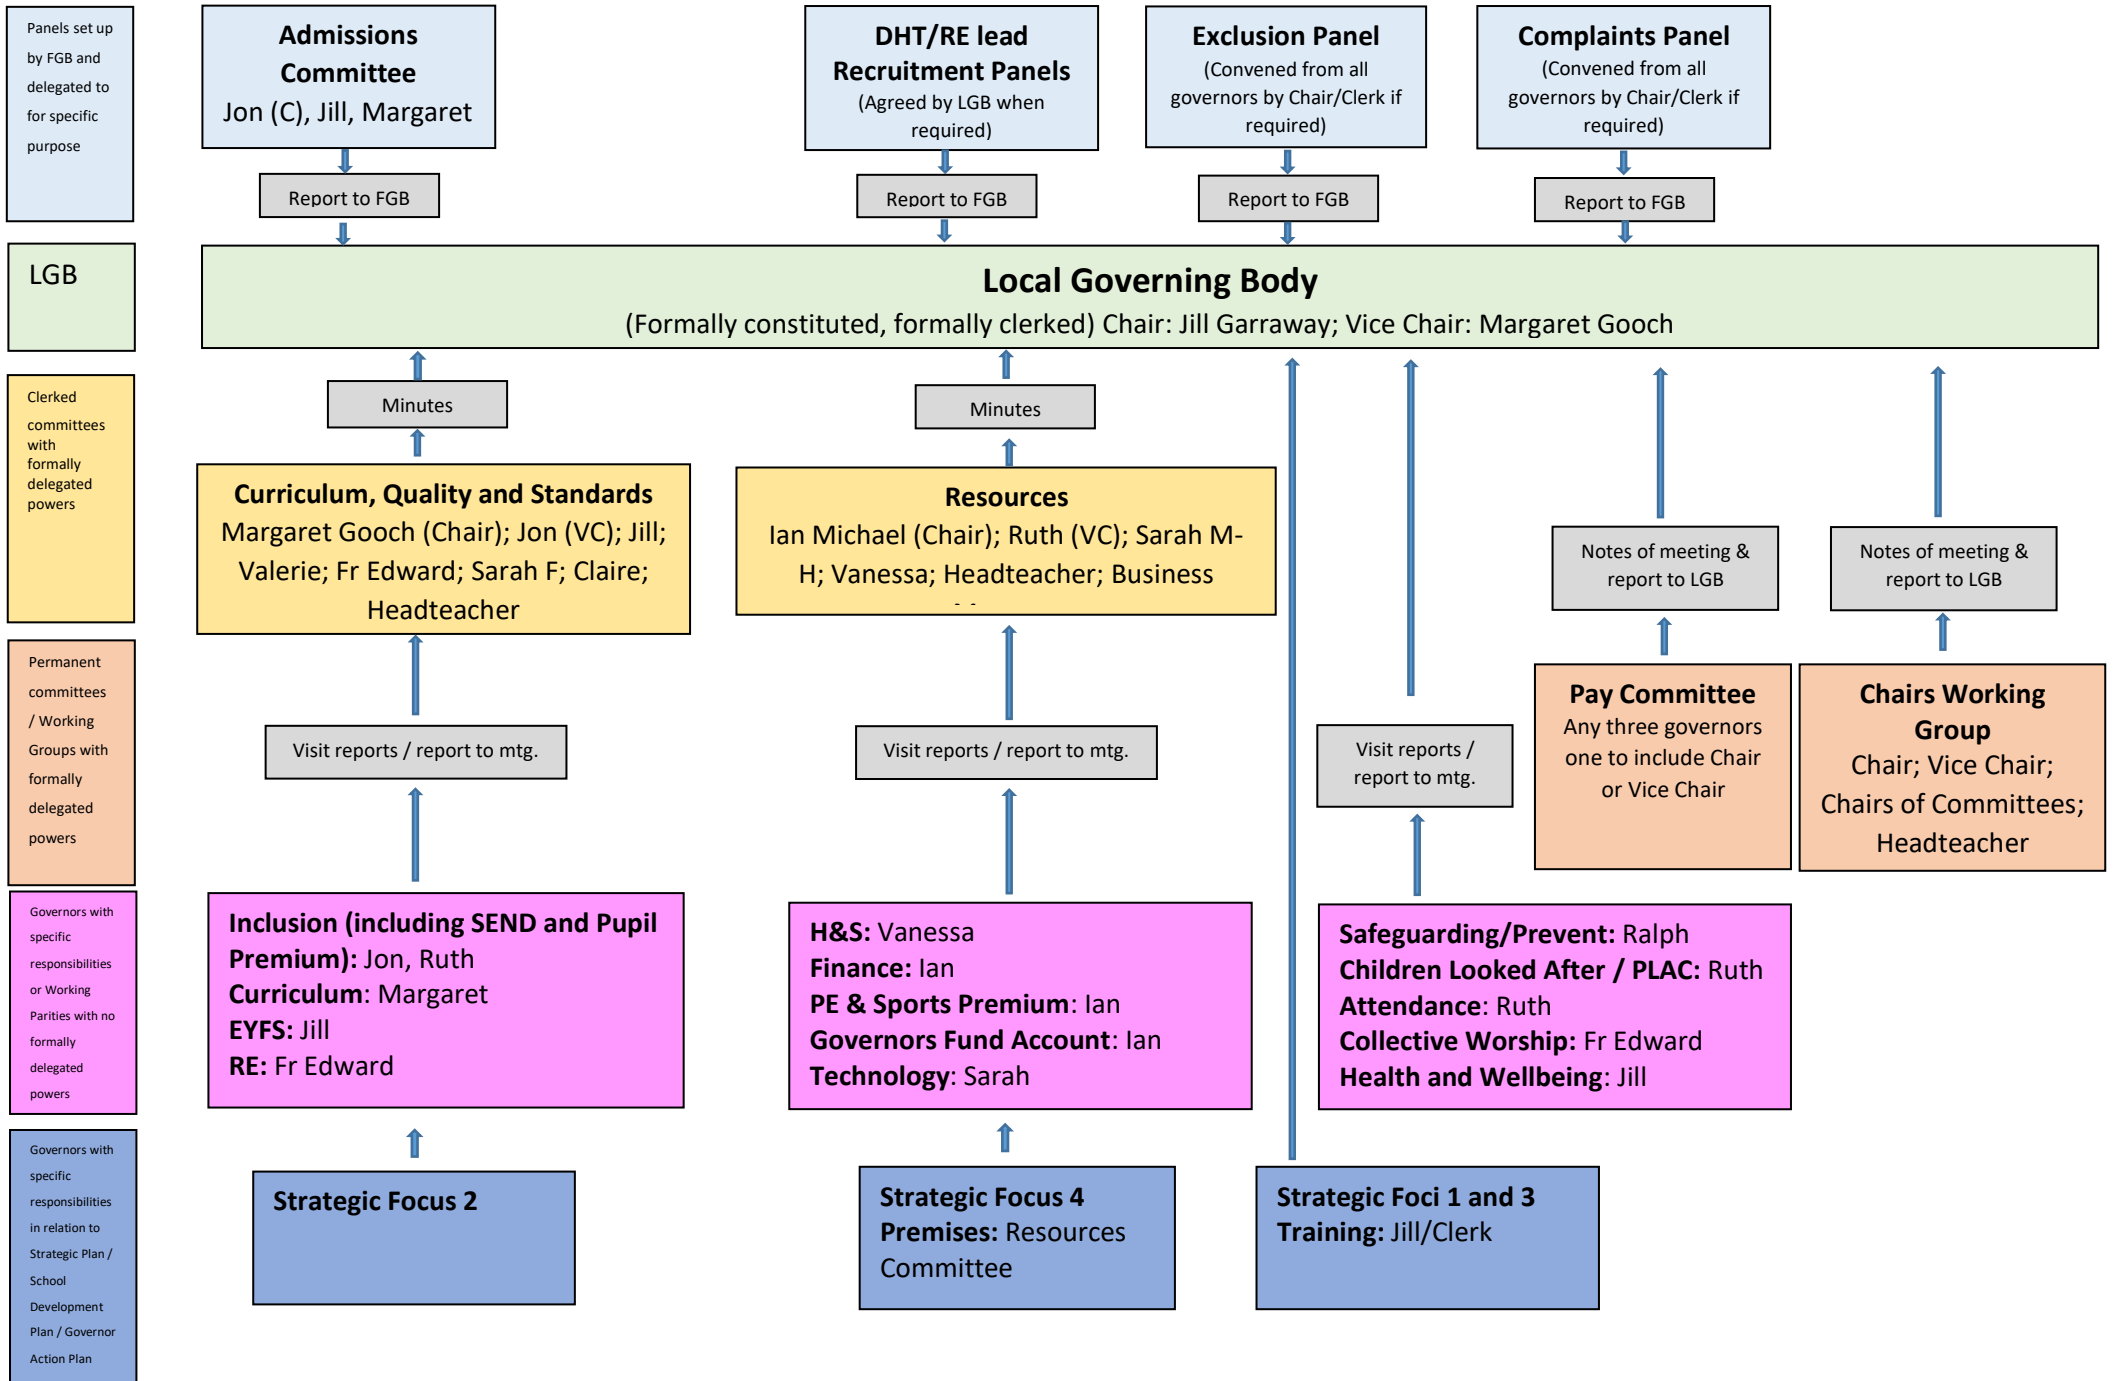 Panels set up
by FGB and
delegated to
for specific
purpose
Admissions
Committee
Jon (C), Jill, Margaret
DHT/RE lead
Recruitment Panels
(Agreed by LGB when
required)
Exclusion Panel
(Convened from all
governors by Chair/Clerk if
required)
Complaints Panel
(Convened from all
governors by Chair/Clerk if
required)
Report to FGB
Report to FGB
Report to FGB
Report to FGB
LGB
Local Governing Body
(Formally constituted, formally clerked) Chair: Jill Garraway; Vice Chair: Margaret Gooch
Clerked
committees
with
formally
delegated
powers
Minutes
Minutes
Curriculum, Quality and Standards
Margaret Gooch (Chair); Jon (VC); Jill;
Valerie; Fr Edward; Sarah F; Claire;
Headteacher
Resources
Ian Michael (Chair); Ruth (VC); Sarah M-
H; Vanessa; Headteacher; Business
Notes of meeting &
report to LGB
Notes of meeting &
report to LGB
Permanent
committees
/ Working
Groups with
formally
delegated
powers
Visit reports / report to mtg.
Visit reports / report to mtg.
Visit reports /
report to mtg.
Pay Committee
Any three governors
one to include Chair
or Vice Chair
Chairs Working
Group
Chair; Vice Chair;
Chairs of Committees;
Headteacher
Governors with
specific
responsibilities
or Working
Parities with no
formally
delegated
powers
Inclusion (including SEND and Pupil
Premium): Jon, Ruth
Curriculum: Margaret
EYFS: Jill
RE: Fr Edward
H&S: Vanessa
Finance: Ian
PE & Sports Premium: Ian
Governors Fund Account: Ian
Technology: Sarah
Safeguarding/Prevent: Ralph
Children Looked After / PLAC: Ruth
Attendance: Ruth
Collective Worship: Fr Edward
Health and Wellbeing: Jill
Governors with
specific
responsibilities
in relation to
Strategic Plan /
School
Development
Plan / Governor
Action Plan
Strategic Focus 2
Strategic Focus 4
Premises: Resources
Committee
Strategic Foci 1 and 3
Training: Jill/Clerk